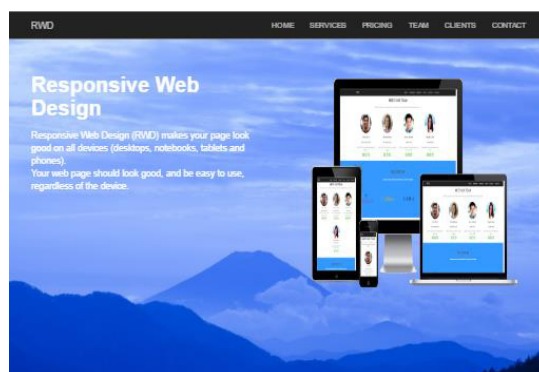 RWD
HOME SERVICES PRICING TEAM CLIENTS CONTACT
Responsive Web
Design
Responsive Web Design (RWD) makes your page look
good on all devices (desktops, notebooks, tablets and
phones).
Your web page should look good, and be easy to use,
regardless of the device.